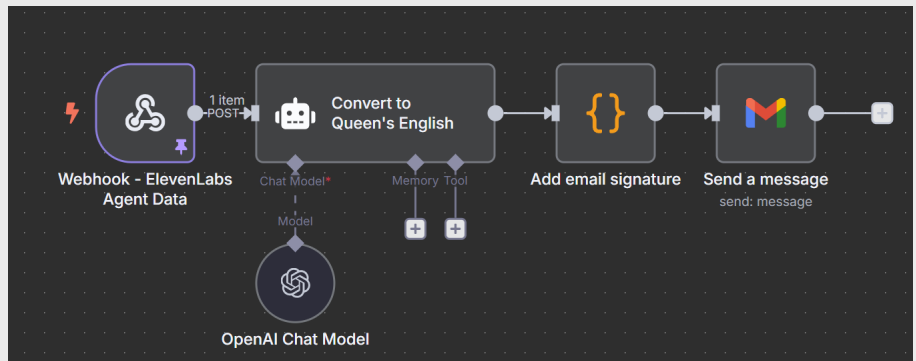 1 item
POST
Convert to
Queen's English
Webhook - ElevenLabs
Agent Data
Chat Model*
Memory
Tool
Add email signature
Send a message
send: message
Model
OpenAI Chat Model